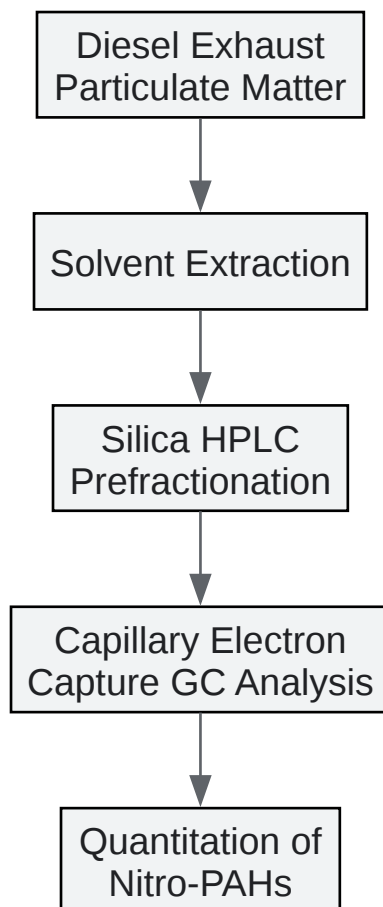 Diesel Exhaust
Particulate Matter
Solvent Extraction
Silica HPLC
Prefractionation
Capillary Electron
Capture GC Analysis
Quantitation of
Nitro-PAHs